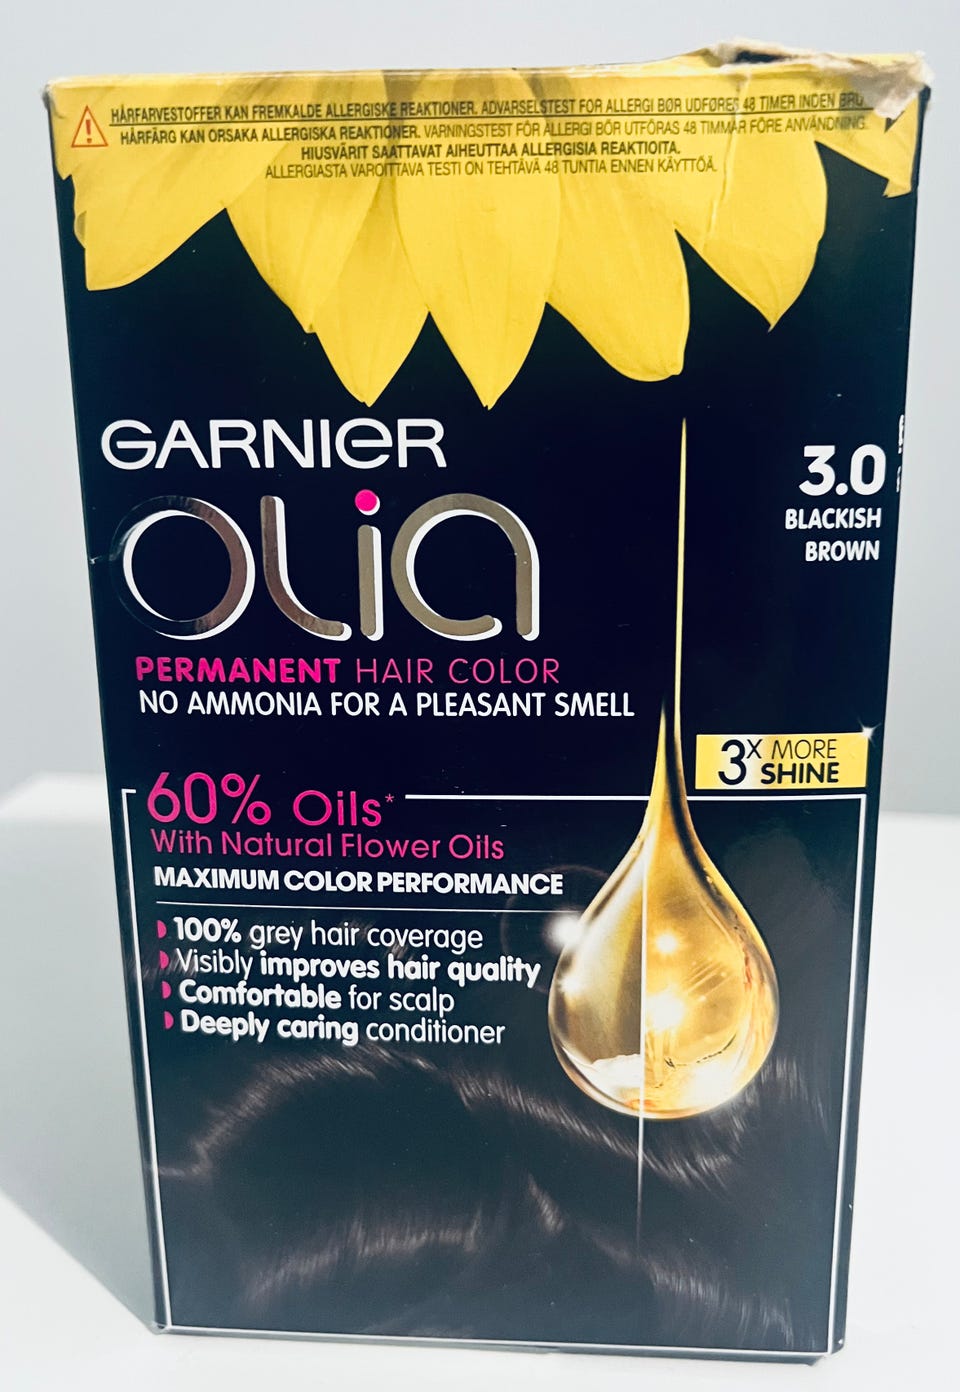 HÅRFARVESTOFFER KAN FREMKALDE ALLERGISKE REAKTIONER. ADVARSELSTEST FOR ALLERGI BØR UDFØRES 48 TIMER INDEN
HÅRFÄRG KAN ORSAKA ALLERGISKA REAKTIONER. VARNINGSTEST FÖR ALLERGI BÖR UTFÖRAS 48 TIMMAR FÖRE ANVÄNDNING.
HIUSVÄRIT SAATTAVAT AIHEUTTAA ALLERGISIA REAKTIOITA.
ALLERGIASTA VAROITTAVA TESTI ON TEHTÄVÄ 48 TUNTIA ENNEN KÄYTTÖÄ.
GARNIER
OLIA
3.0
BLACKISH
BROWN
PERMANENT HAIR COLOR
NO AMMONIA FOR A PLEASANT SMELL
3X MORE
SHINE
60% Oils*
With Natural Flower Oils
MAXIMUM COLOR PERFORMANCE
100% grey hair coverage
Visibly improves hair quality
Comfortable for scalp
Deeply caring conditioner